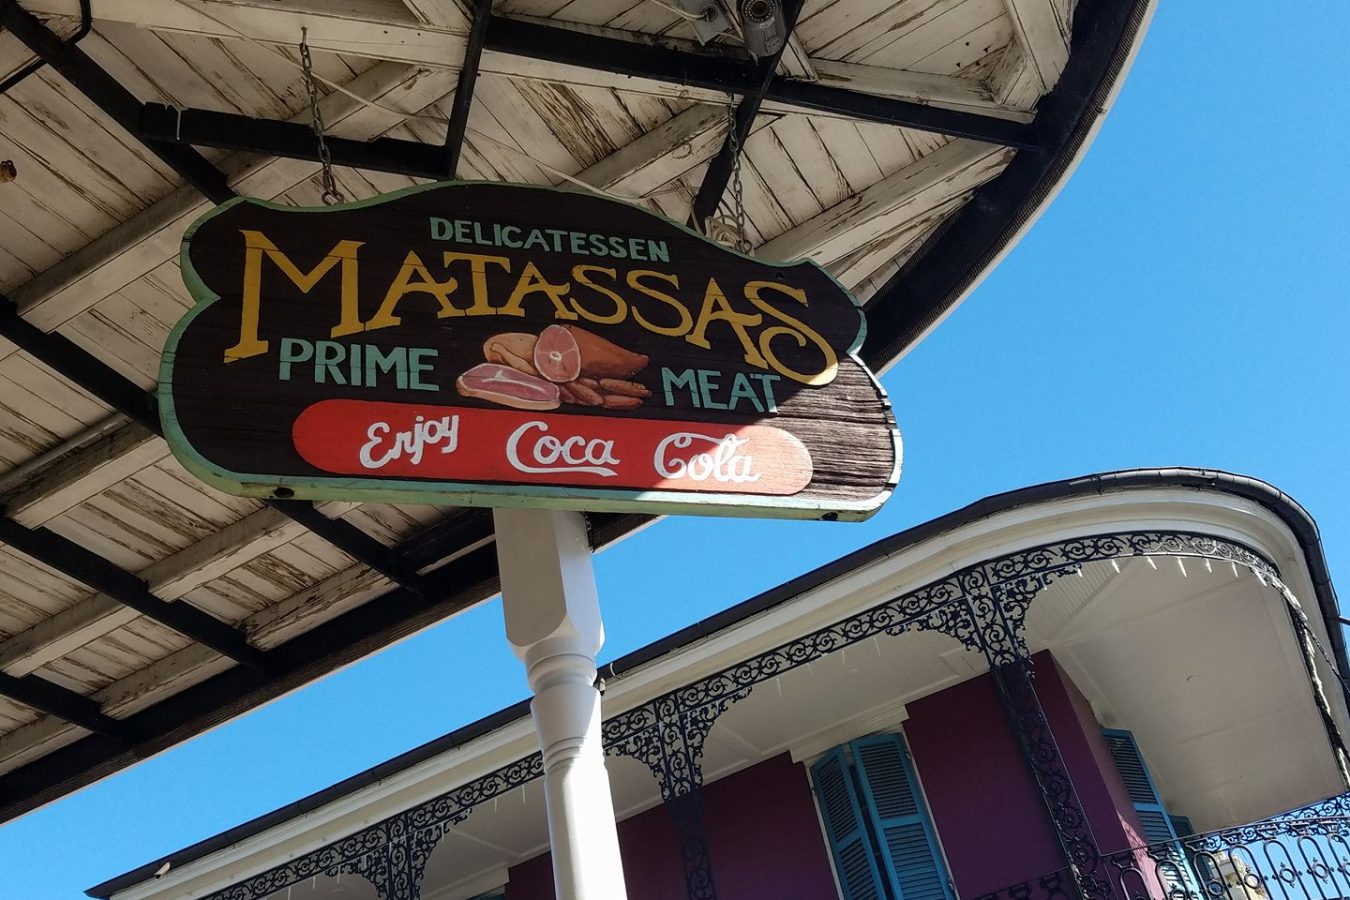 DELICATESSEN
MATASSAS
PRIME MEAT
Enjoy Coca Cola